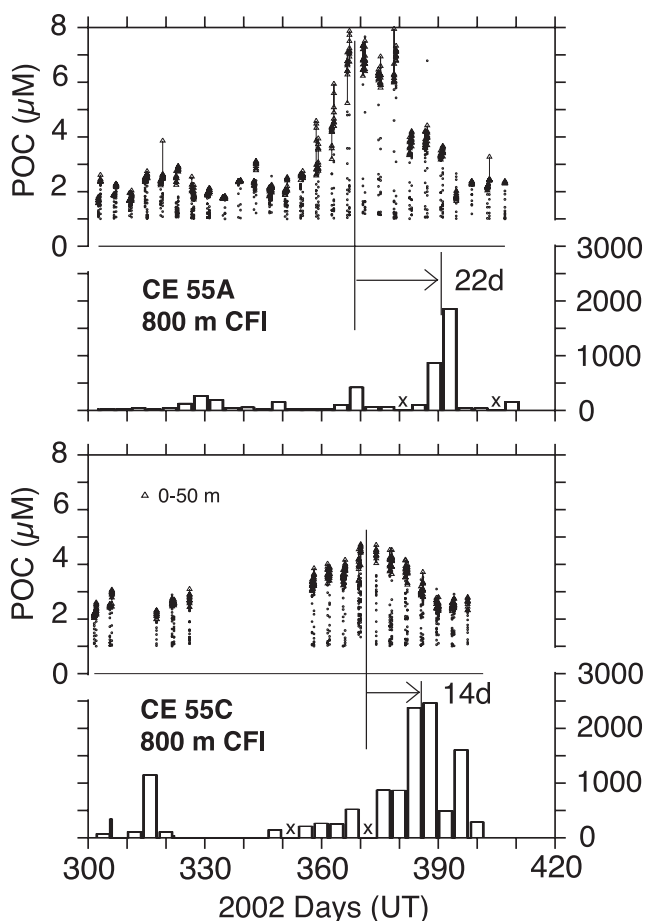 8
6
4
2
0
POC (µM)
3000
2000
1000
0
CE 55A
800 m CFI
22d
x
x
8
6
4
2
0
POC (µM)
▵ 0-50 m
3000
2000
1000
0
CE 55C
800 m CFI
14d
x
x
300
330
360
390
420
2002 Days (UT)